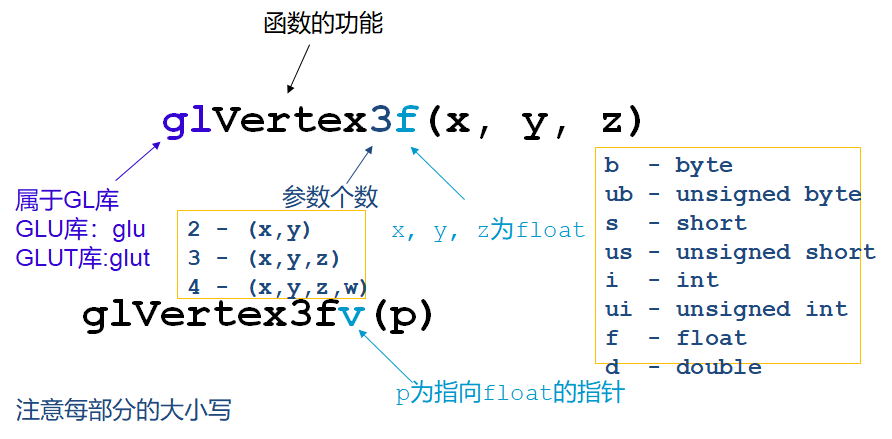 函数的功能
glVertex3f(x, y, z)
属于GL库
GLU库：glu
GLUT库:glut
参数个数
2 - (x,y)
3 - (x,y,z)
4 - (x,y,z,w)
x, y, z为float
b - byte
ub - unsigned byte
s - short
us - unsigned short
i - int
ui - unsigned int
f - float
d - double
glVertex3fv(p)
p为指向float的指针
注意每部分的大小写